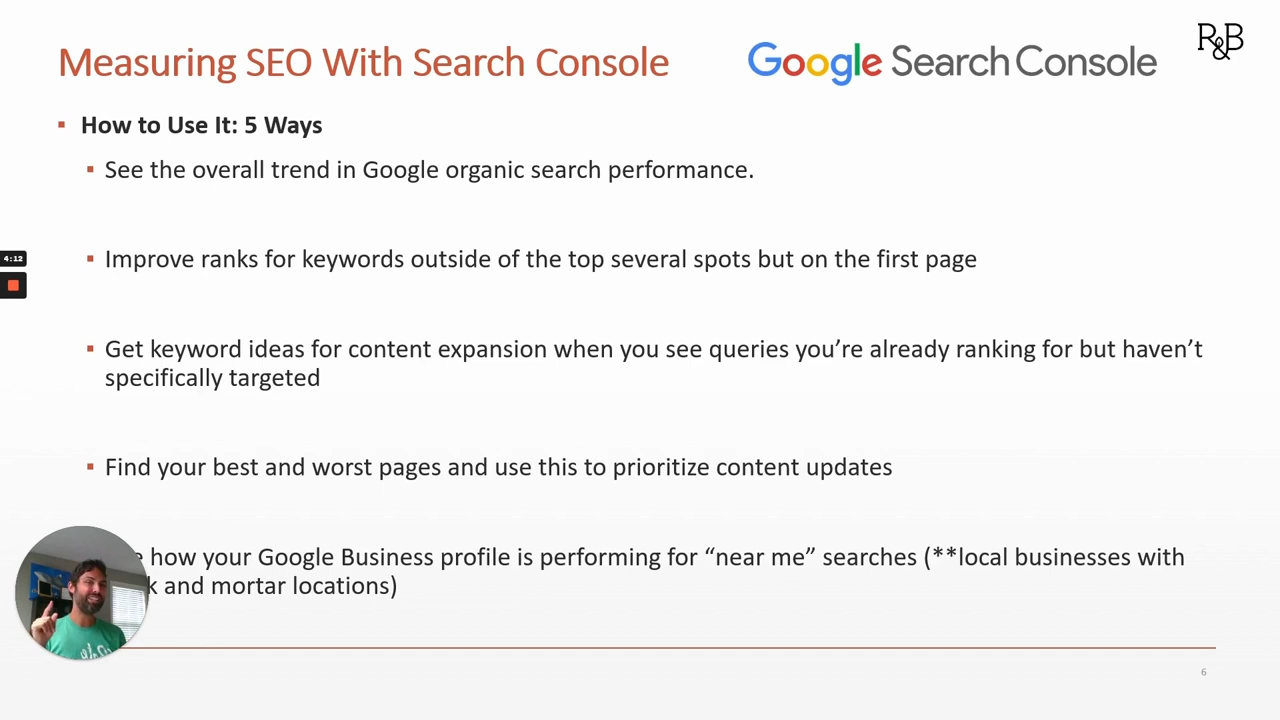 Measuring SEO With Search Console
Google Search Console
R&B
How to Use It: 5 Ways
See the overall trend in Google organic search performance.
4:12
Improve ranks for keywords outside of the top several spots but on the first page
Get keyword ideas for content expansion when you see queries you’re already ranking for but haven’t
specifically targeted
Find your best and worst pages and use this to prioritize content updates
how your Google Business profile is performing for “near me” searches (**local businesses with
and mortar locations)
6